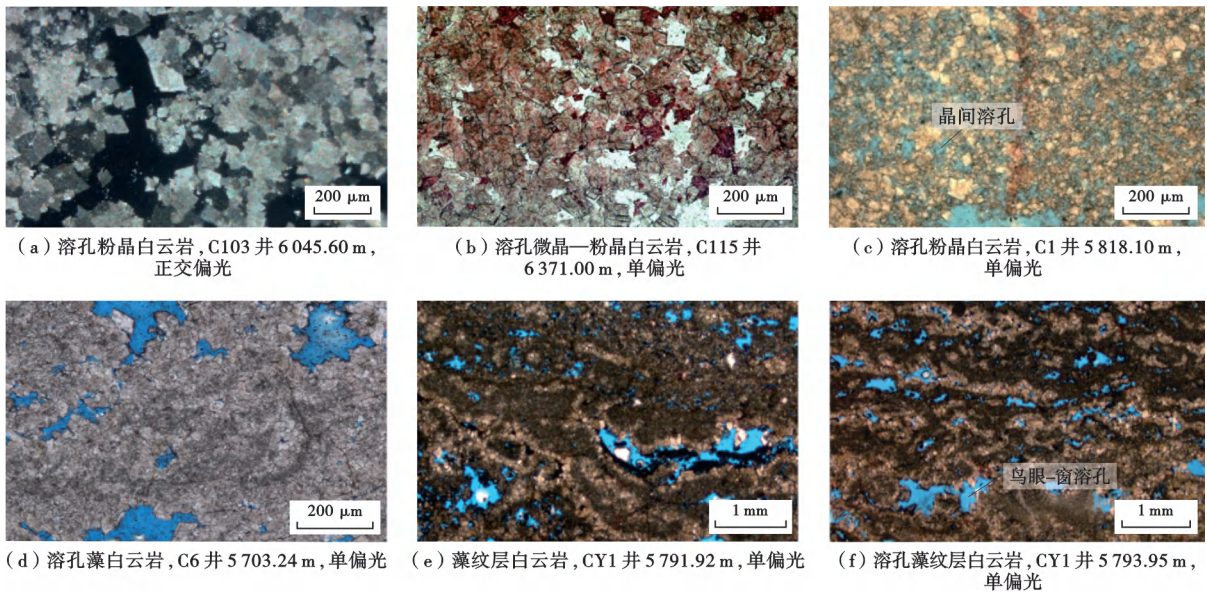 晶间溶孔
200 μm
200 μm
200 μm
(a)溶孔粉晶白云岩,C103 井 6 045.60 m,
正交偏光
(b)溶孔微晶—粉晶白云岩,C115 井
6 371.00 m,单偏光
(c)溶孔粉晶白云岩,C1 井 5 818.10 m,
单偏光
鸟眼-窗溶孔
200 μm
1 mm
1 mm
(d)溶孔藻白云岩,C6 井 5 703.24 m,单偏光
(e)藻纹层白云岩,CY1 井 5 791.92 m,单偏光
(f)溶孔藻纹层白云岩,CY1 井 5 793.95 m,
单偏光